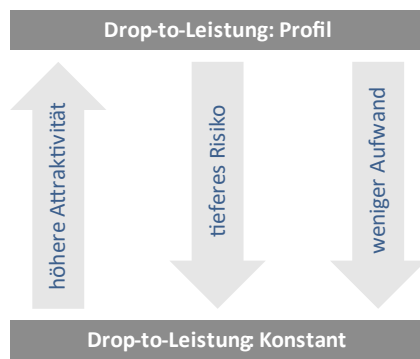 Drop-to-Leistung: Profil
höhere Attraktivität
tieferes Risiko
weniger Aufwand
Drop-to-Leistung: Konstant